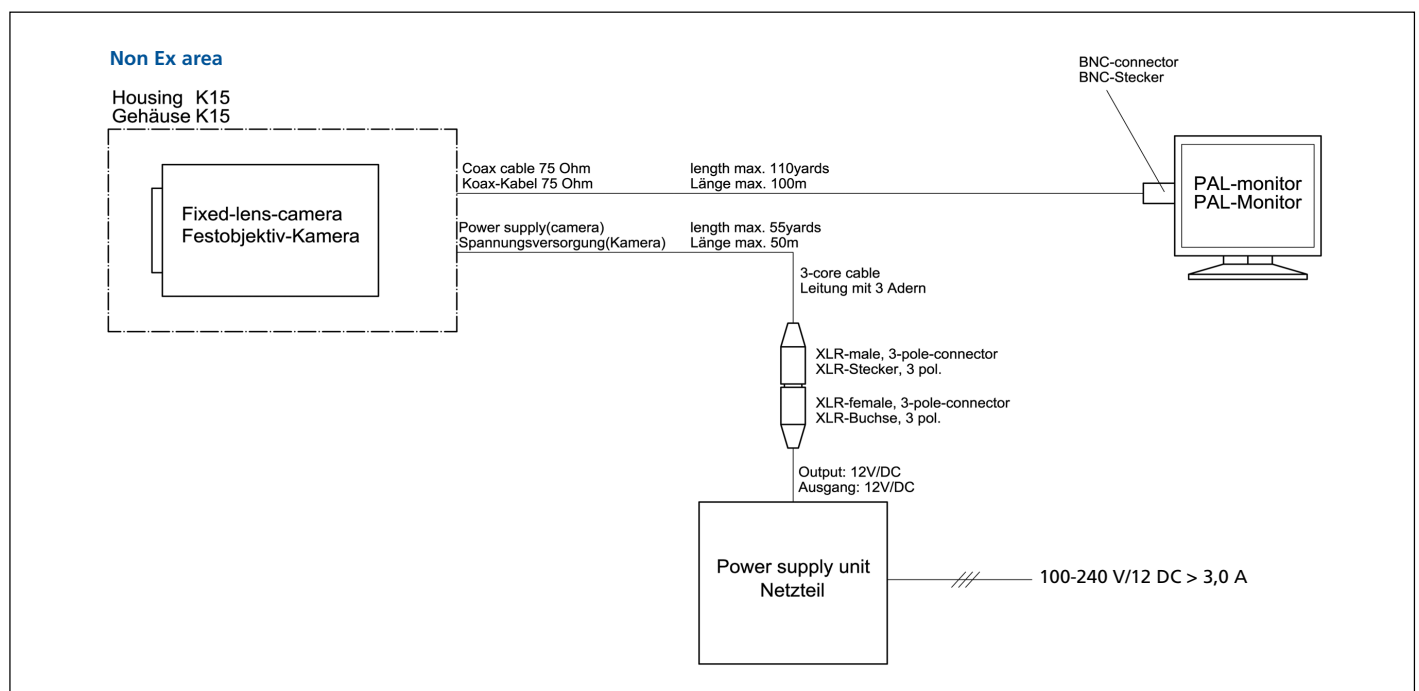 Non Ex area
Housing K15
Gehäuse K15
Fixed-lens-camera
Festobjektiv-Kamera
Coax cable 75 Ohm
Koax-Kabel 75 Ohm
length max. 110yards
Länge max. 100m
Power supply(camera)
Spannungsversorgung(Kamera)
length max. 55yards
Länge max. 50m
BNC-connector
BNC-Stecker
PAL-monitor
PAL-Monitor
3-core cable
Leitung mit 3 Adern
XLR-male, 3-pole-connector
XLR-Stecker, 3 pol.
XLR-female, 3-pole-connector
XLR-Buchse, 3 pol.
Output: 12V/DC
Ausgang: 12V/DC
Power supply unit
Netzteil
100-240 V/12 DC > 3,0 A